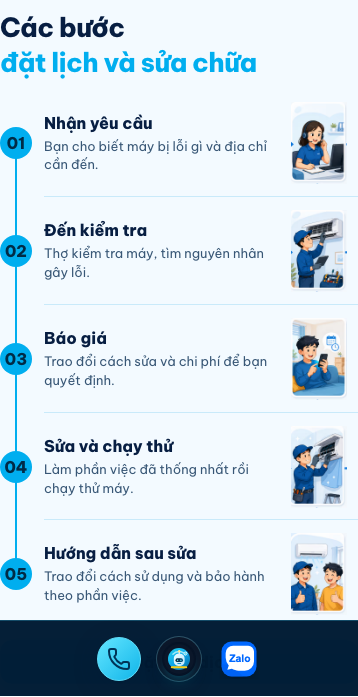 Các bước
đặt lịch và sửa chữa
01
Nhận yêu cầu
Bạn cho biết máy bị lỗi gì và địa chỉ
cần đến.
02
Đến kiểm tra
Thợ kiểm tra máy, tìm nguyên nhân
gây lỗi.
03
Báo giá
Trao đổi cách sửa và chi phí để bạn
quyết định.
04
Sửa và chạy thử
Làm phần việc đã thống nhất rồi
chạy thử máy.
05
Hướng dẫn sau sửa
Trao đổi cách sử dụng và bảo hành
theo phần việc.
Zalo